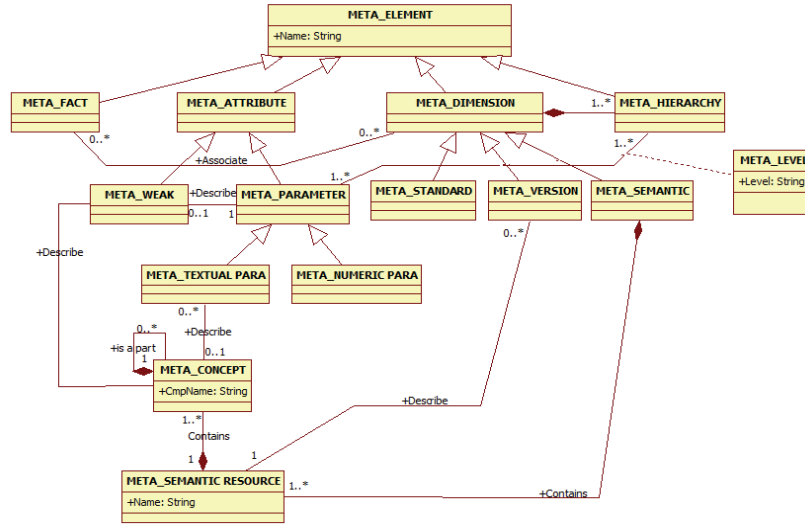 META_ELEMENT
+Name: String
META_FACT
META_ATTRIBUTE
META_DIMENSION
1..*
META_HIERARCHY
0..*
0..*
+Associate
1..*
META_LEVEL
+Level: String
1..*
META_WEAK
+Describe
0..1
1
META_PARAMETER
META_STANDARD
META_VERSION
META_SEMANTIC
0..*
+Describe
META_TEXTUAL PARA
META_NUMERIC PARA
0..*
0..*
+Describe
+is a part
1
0..1
META_CONCEPT
+CmpName: String
+Describe
1..*
Contains
1
1
META_SEMANTIC RESOURCE
+Name: String
1..*
+Contains